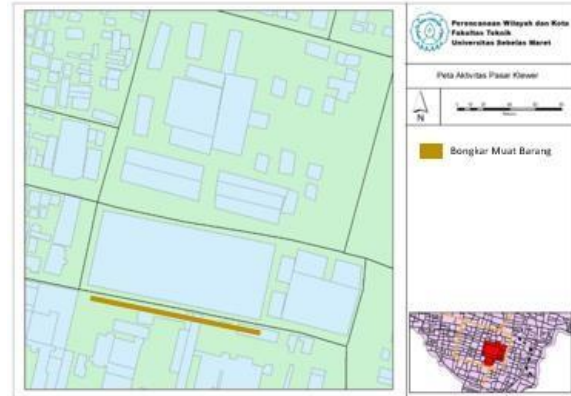 Perencanaan Wilayah dan Kota
Fakultas Teknik
Universitas Sebelas Maret
Peta Aktivitas Pasar Klewer
N
Bongkar Muat Barang